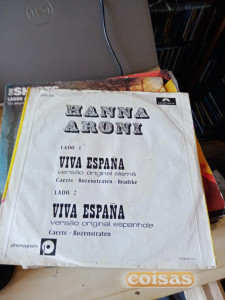 HANNA
ARONI
LADO 1
VIVA ESPANA
versão original alemã
Caerts - Rozenstraten - Bradtke
LADO 2
VIVA ESPAÑA
versão original espanhola
Caerts - Rozenstraten
phonogram
coisas